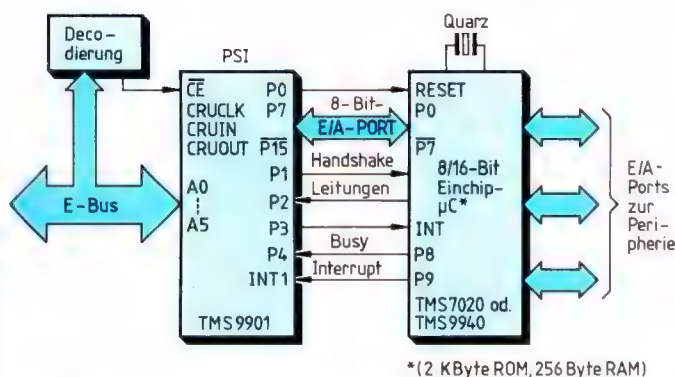 Deco-
dierung
PSI
Quarz
CE
P0
CRUCLK
P7
CRUIN
CRUOUT
P15
A0
A5
P1
P2
P3
P4
INT1
TMS9901
E-Bus
8-Bit-
E/A-PORT
Handshake
Leitungen
Busy
Interrupt
RESET
P0
P7
8/16-Bit
Einchip-
µC*
INT
P8
P9
TMS7020 od.
TMS9940
E/A-
Ports
zur
Peri-
pherie
*(2 KByte ROM, 256 Byte RAM)